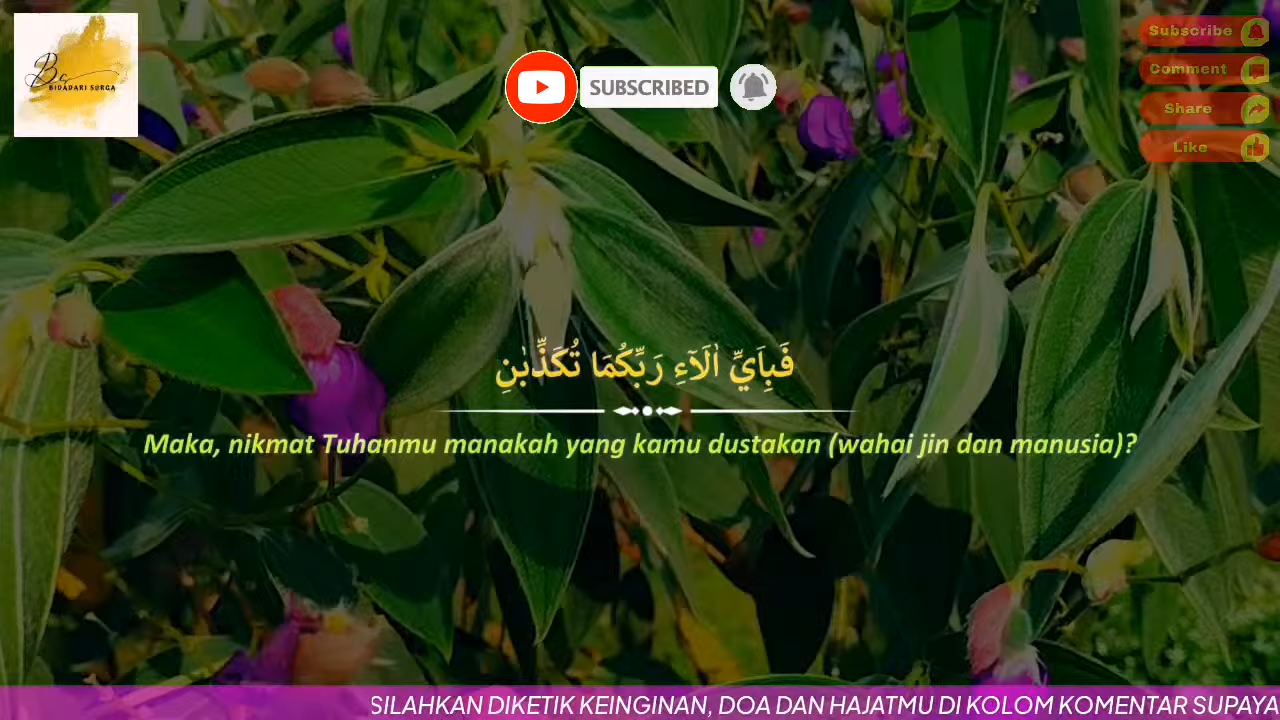 Bs
BIDADARI SURGA
SUBSCRIBED
Subscribe
Comment
Share
Like
فَبِاَيِّ اٰلَاۤءِ رَبِّكُمَا تُكَذِّبٰنِ
Maka, nikmat Tuhanmu manakah yang kamu dustakan (wahai jin dan manusia)?
SILAHKAN DIKETIK KEINGINAN, DOA DAN HAJATMU DI KOLOM KOMENTAR SUPAYA